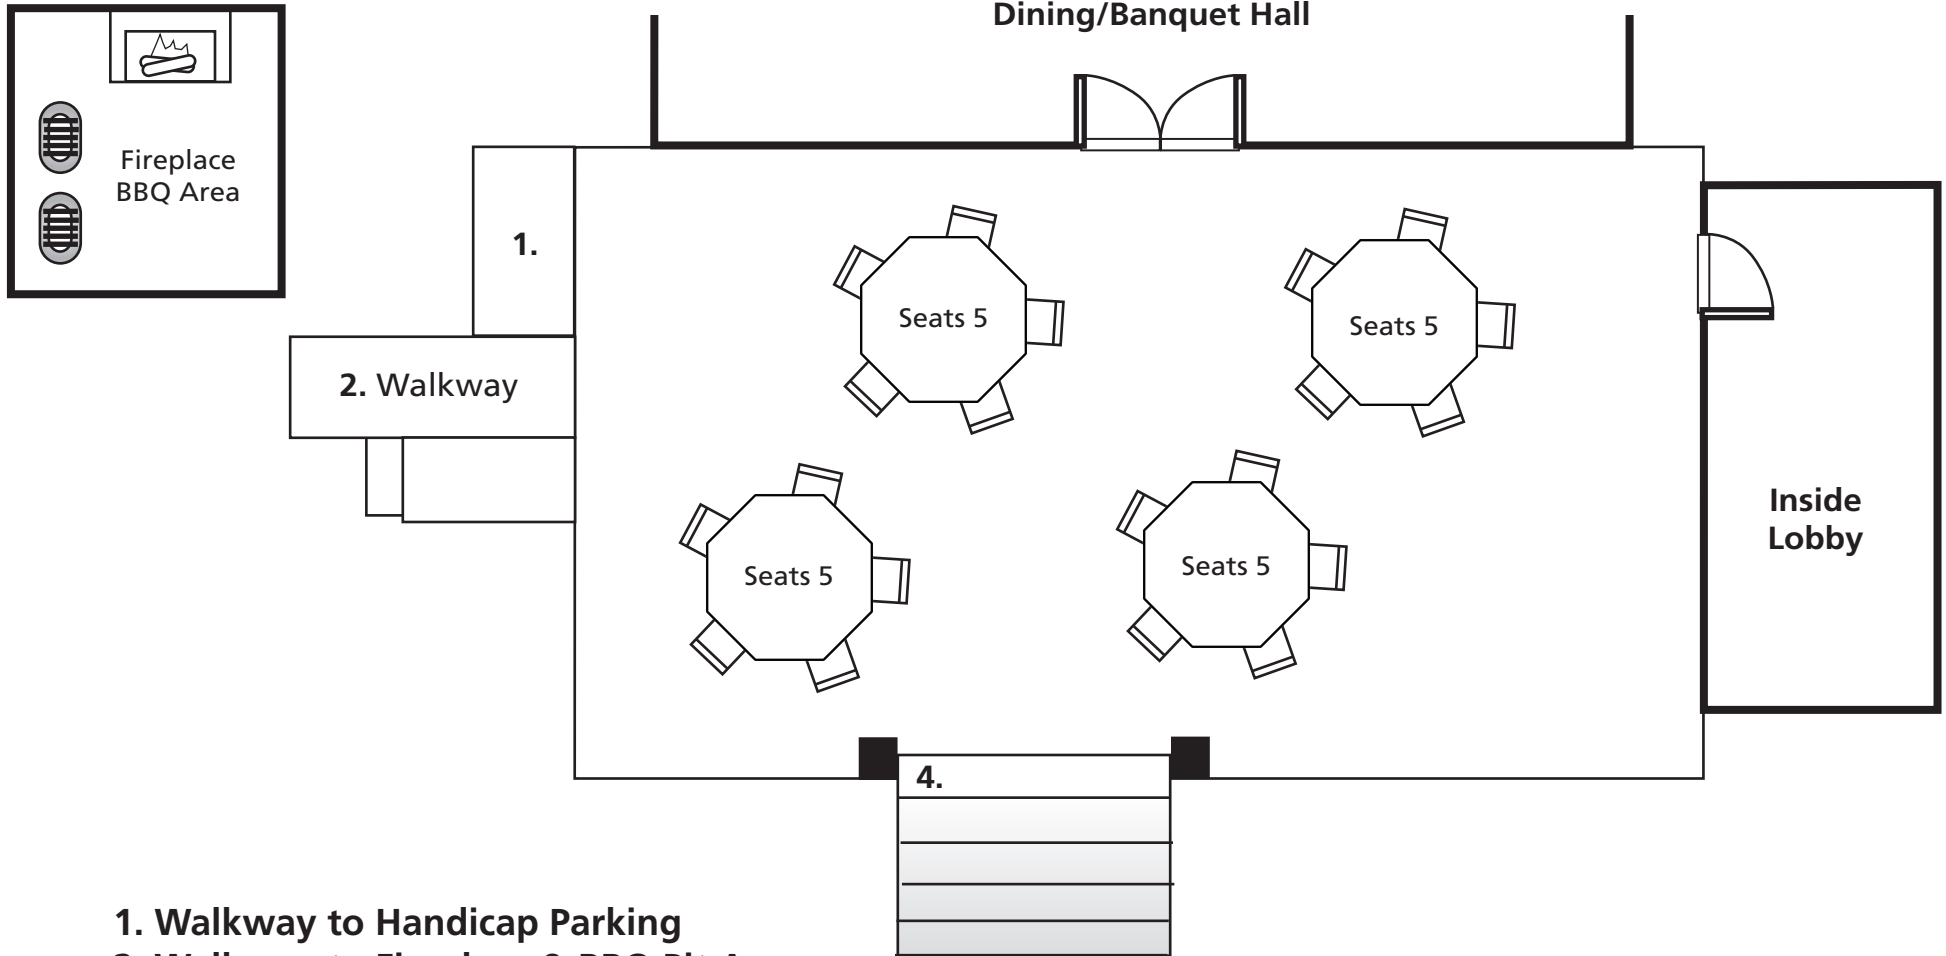 Dining/Banquet Hall
Fireplace
BBQ Area
1.
2. Walkway
Seats 5
Seats 5
Seats 5
Seats 5
Inside
Lobby
4.
1. Walkway to Handicap Parking